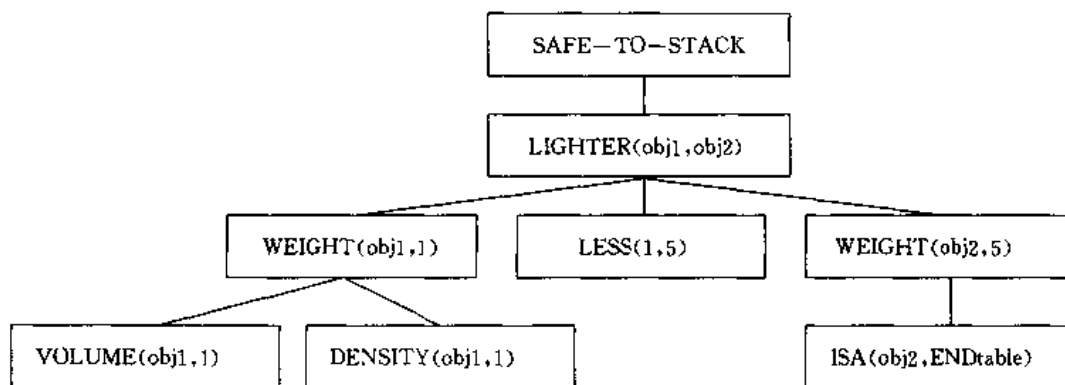 SAFE-TO-STACK
LIGHTER(obj1,obj2)
WEIGHT(obj1,1)
LESS(1,5)
WEIGHT(obj2,5)
VOLUME(obj1,1)
DENSITY(obj1,1)
ISA(obj2,ENDtable)